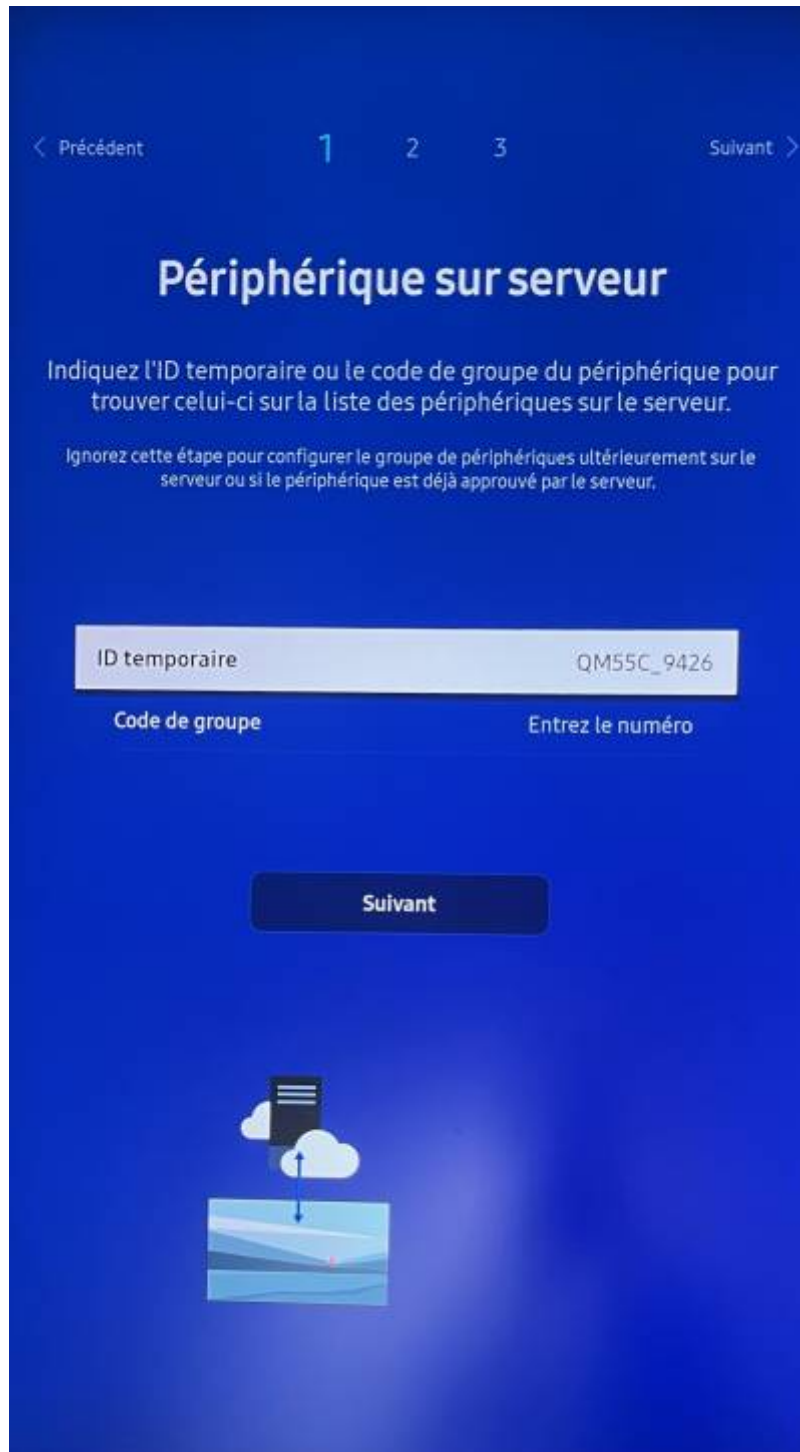 Précédent 1 2 3 Suivant
Périphérique sur serveur
Indiquez l'ID temporaire ou le code de groupe du périphérique pour
trouver celui-ci sur la liste des périphériques sur le serveur.
Ignorez cette étape pour configurer le groupe de périphériques ultérieurement sur le
serveur ou si le périphérique est déjà approuvé par le serveur.
ID temporaire QM55C_9426
Code de groupe Entrez le numéro
Suivant